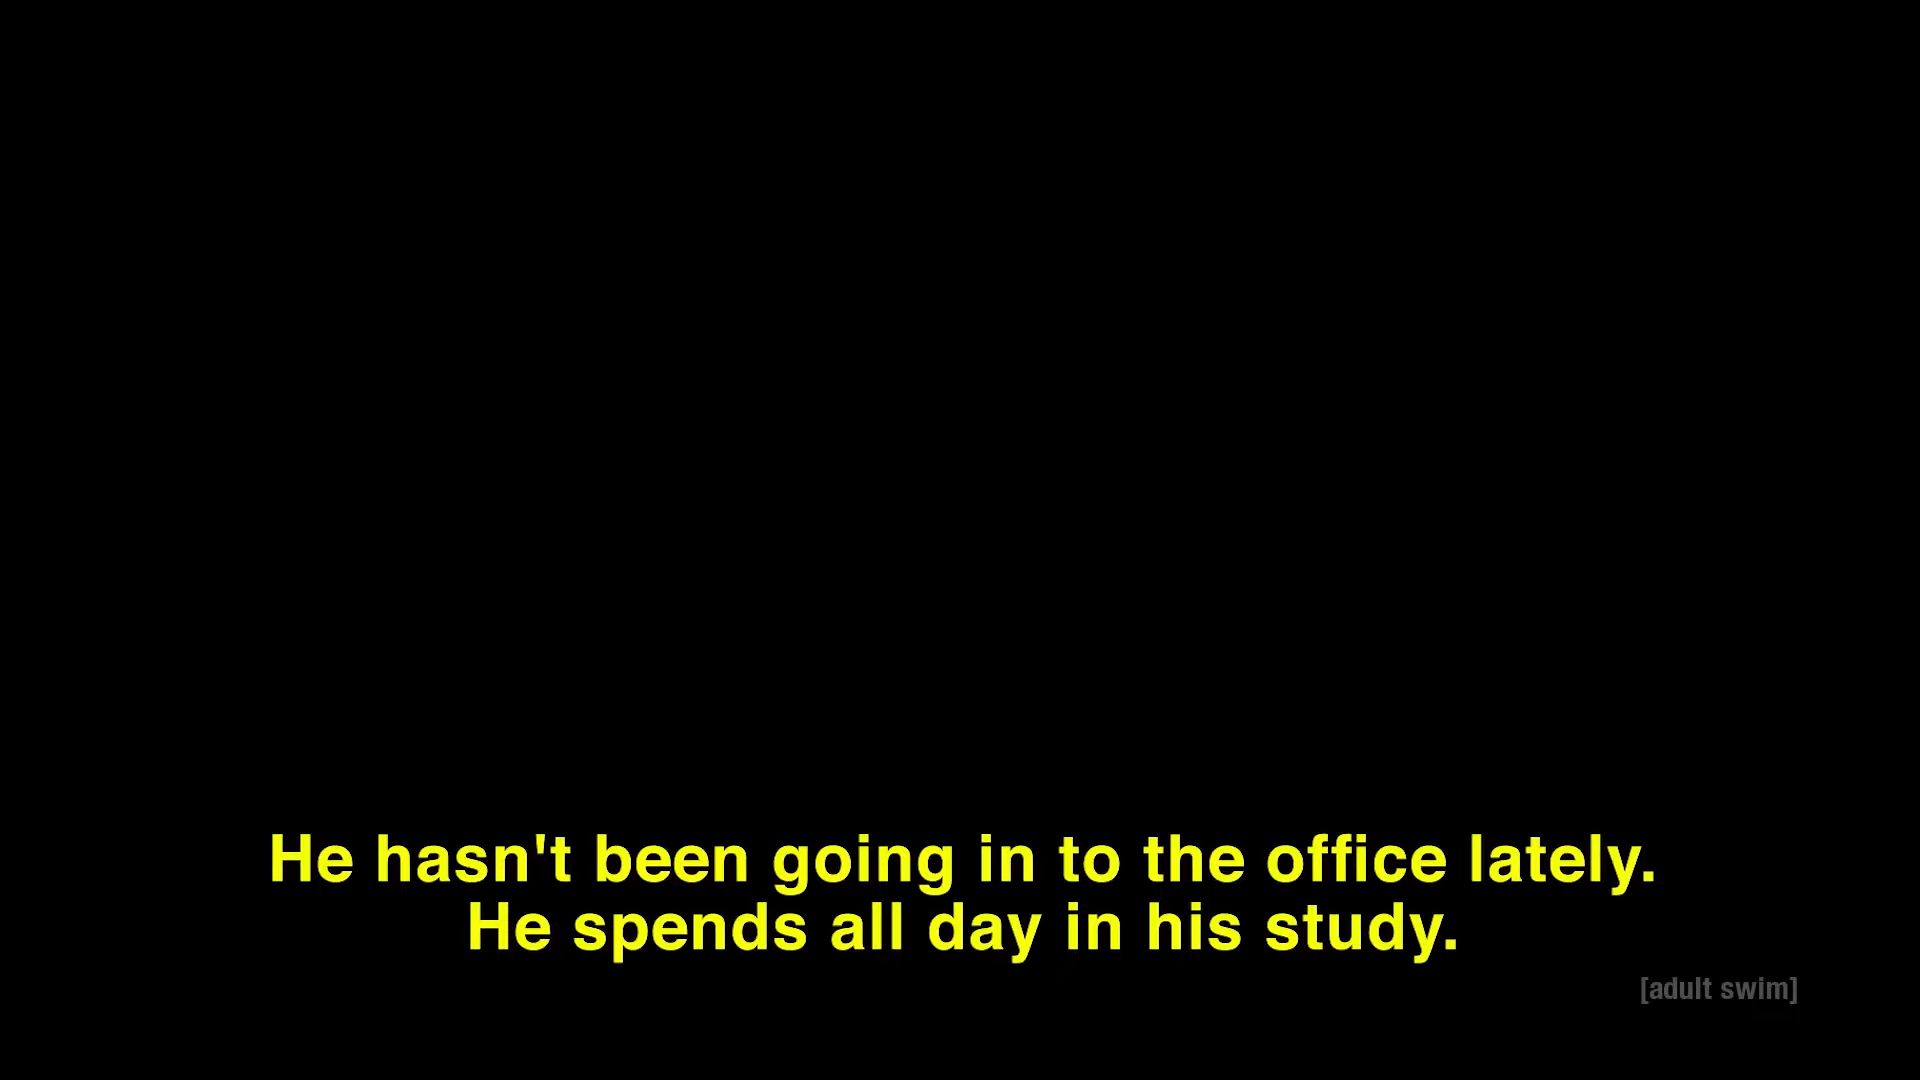 He hasn't been going in to the office lately.
He spends all day in his study.
[adult swim]